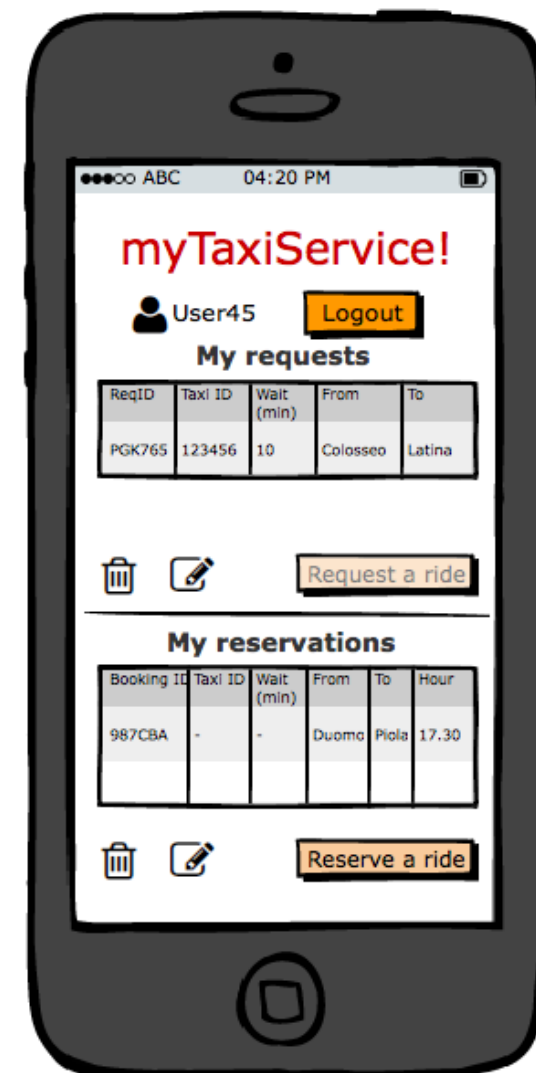 ●●●○○ ABC 04:20 PM
myTaxiService!
User45 Logout
My requests
ReqID Taxi ID Wait (min) From To
PGK765 123456 10 Colosseo Latina
Request a ride
My reservations
Booking ID Taxi ID Wait (min) From To Hour
987CBA - - Duomo Piola 17.30
Reserve a ride